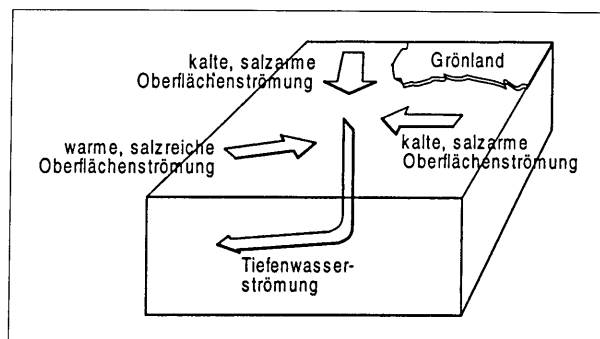 kalte, salzarme
Oberflächenströmung
Grönland
warme, salzreiche
Oberflächenströmung
kalte, salzarme
Oberflächenströmung
Tiefenwasser-
strömung